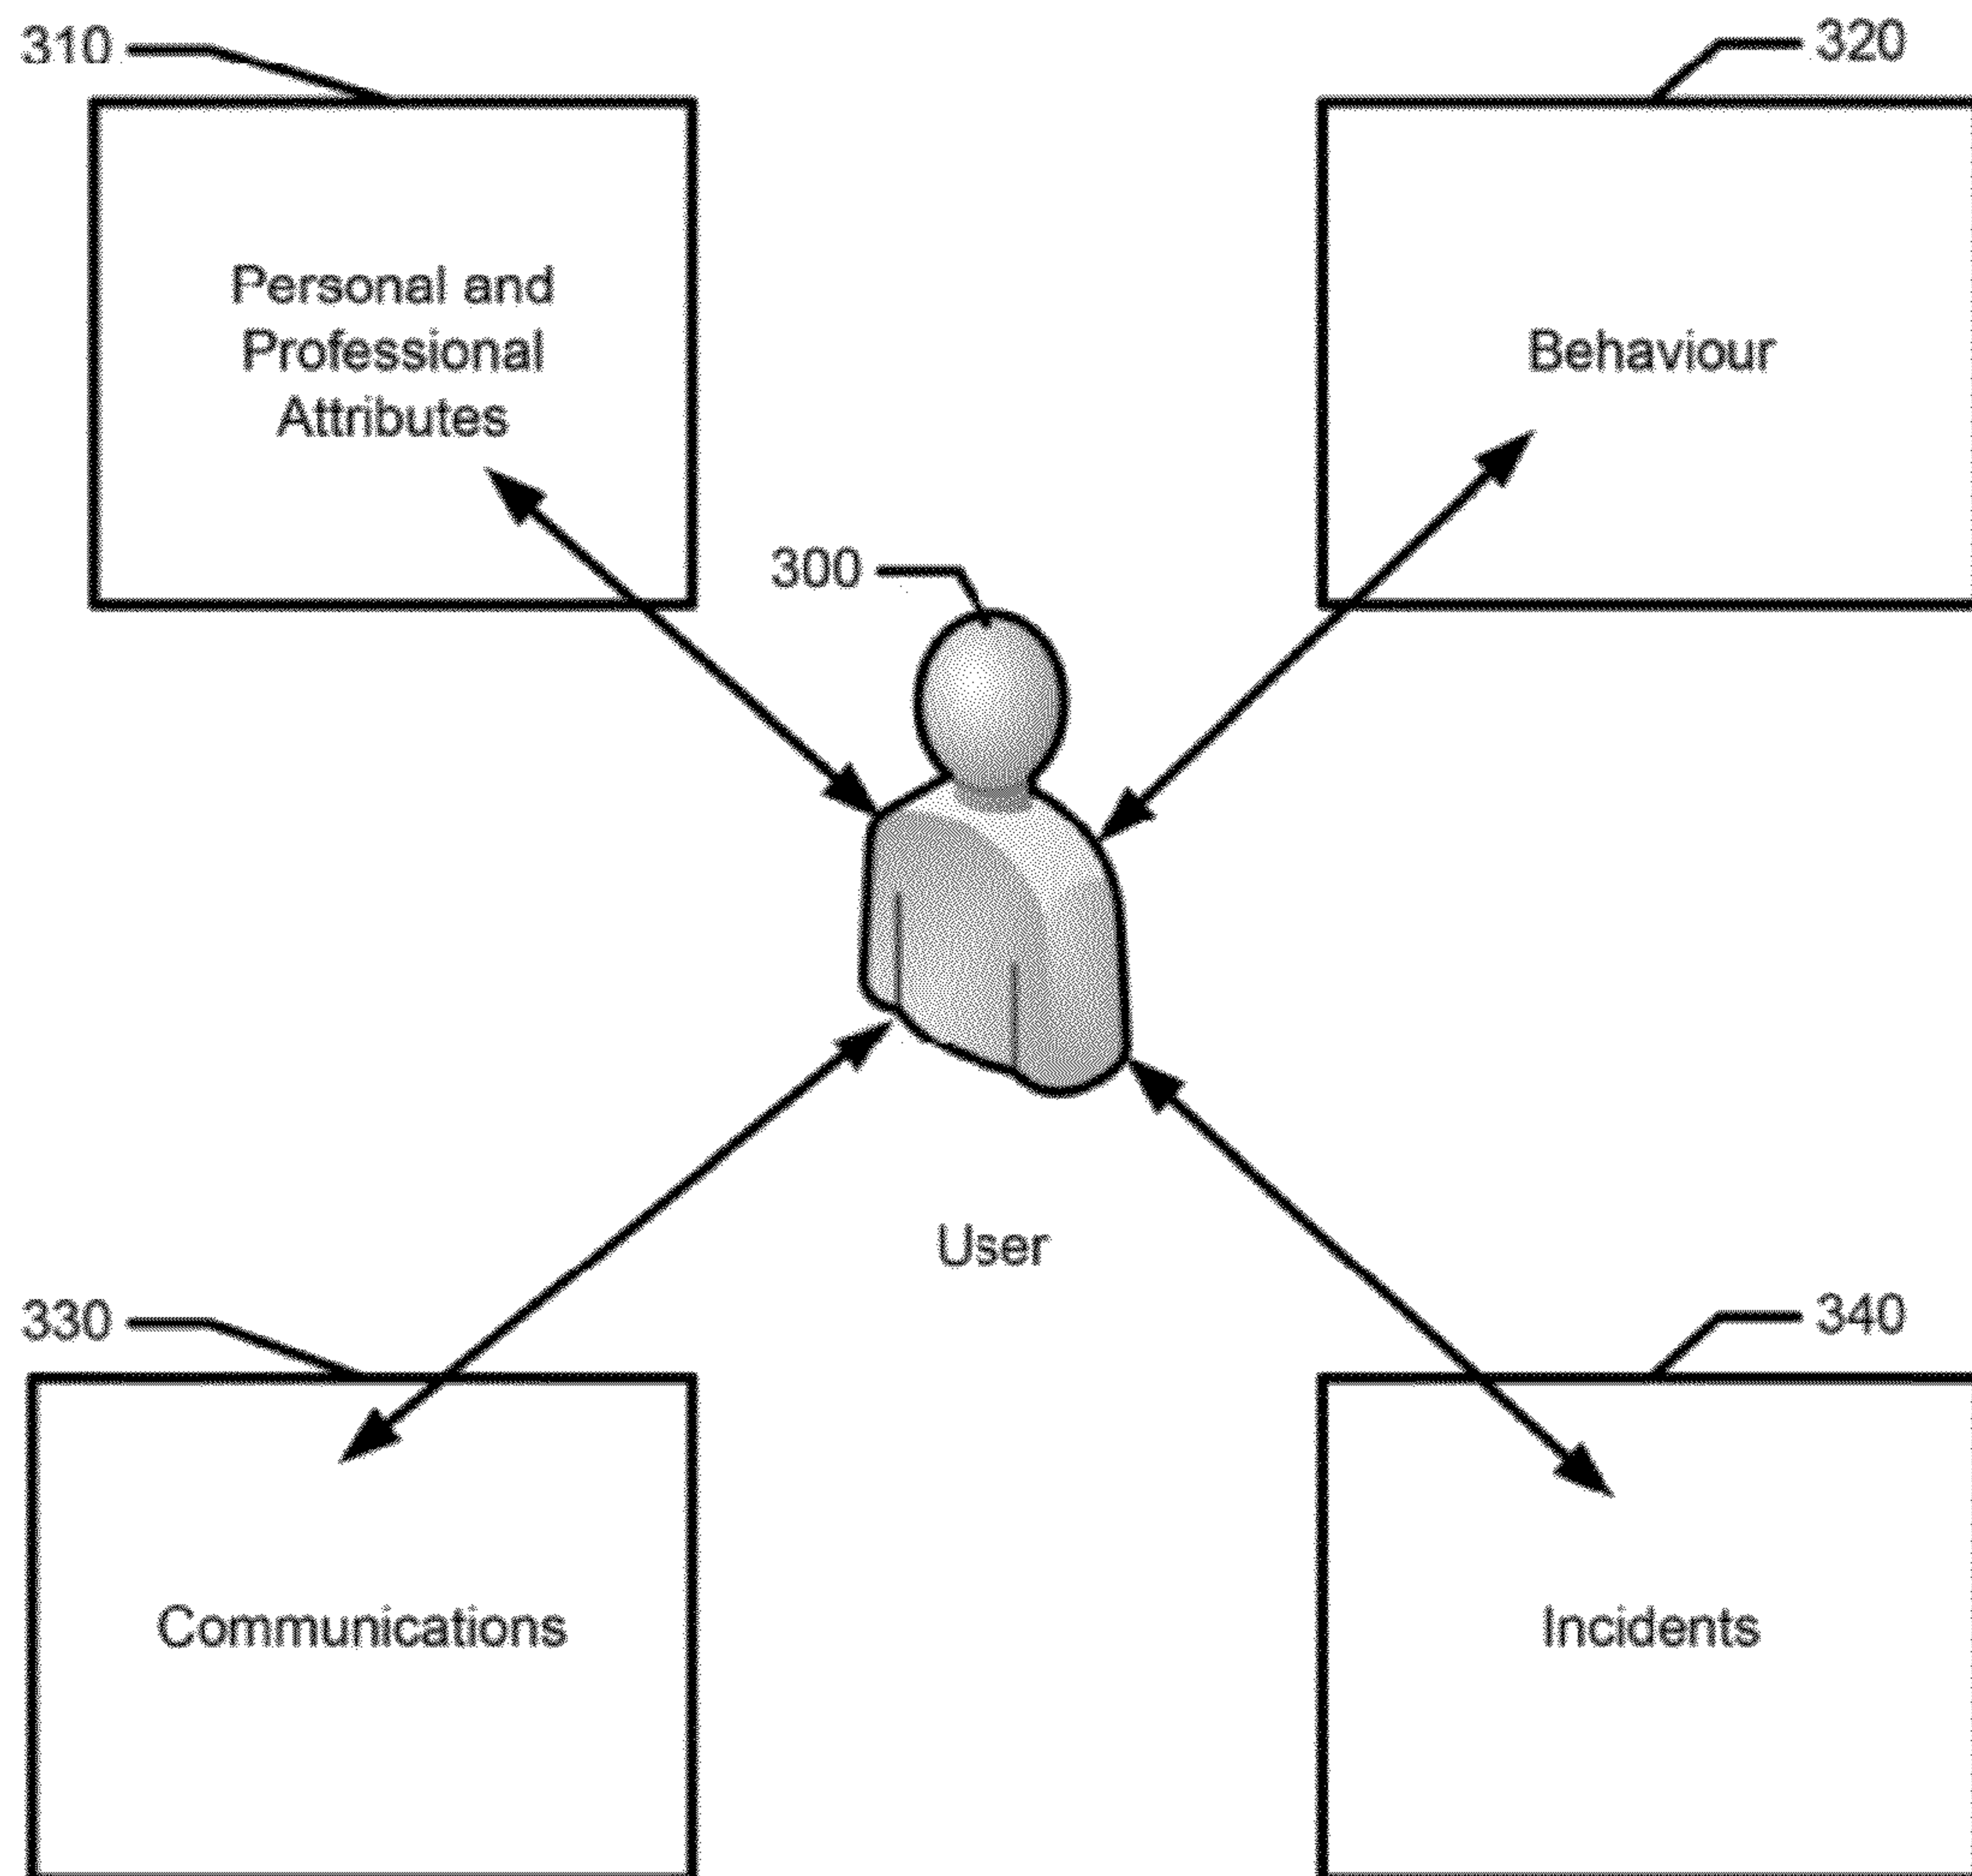 310
320
Personal and
Professional
Attributes
Behaviour
300
User
330
340
Communications
Incidents